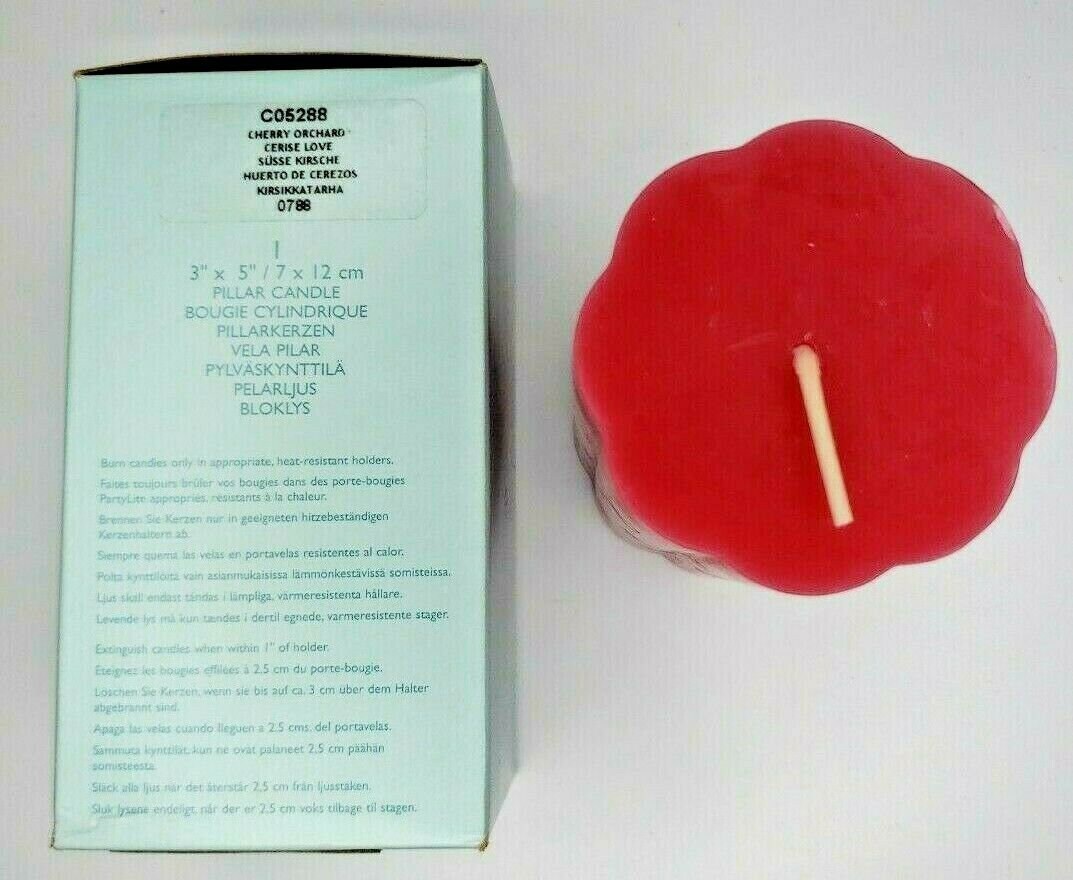 C05288
CHERRY ORCHARD
CERISE LOVE
SÜSSE KIRSCHE
HUERTO DE CEREZOS
KIRSIKKATARHA
0788
1
3" x 5" / 7 x 12 cm
PILLAR CANDLE
BOUGIE CYLINDRIQUE
PILLARKERZEN
VELA PILAR
PYLVÄSKYNTTILÄ
PELARLJUS
BLOKLYS
Burn candles only in appropriate, heat-resistant holders.
Faites toujours brûler vos bougies dans des porte-bougies
PartyLite appropriés, résistants à la chaleur.
Brennen Sie Kerzen nur in geeigneten hitzebeständigen
Kerzenhaltern ab.
Siempre quema las velas en portavelas resistentes al calor.
Polta kynttilöitä vain asianmukaisissa lämmönkestävissä somisteissa.
Ljus skall endast tändas i lämpliga, värmeresistenta hållare.
Levende lys må kun tændes i dertil egnede, varmeresistente stager.
Extinguish candles when within 1" of holder.
Eteignez les bougies effilées à 2.5 cm du porte-bougie.
Löschen Sie Kerzen, wenn sie bis auf ca. 3 cm über dem Halter
abgebrannt sind.
Apaga las velas cuando lleguen a 2.5 cms. del portavelas.
Sammuta kynttilät, kun ne ovat palaneet 2.5 cm päähän
somisteesta.
Släck alla ljus när det återstår 2,5 cm från ljusstaken.
Sluk lysene endeligt, når der er 2,5 cm voks tilbage til stagen.